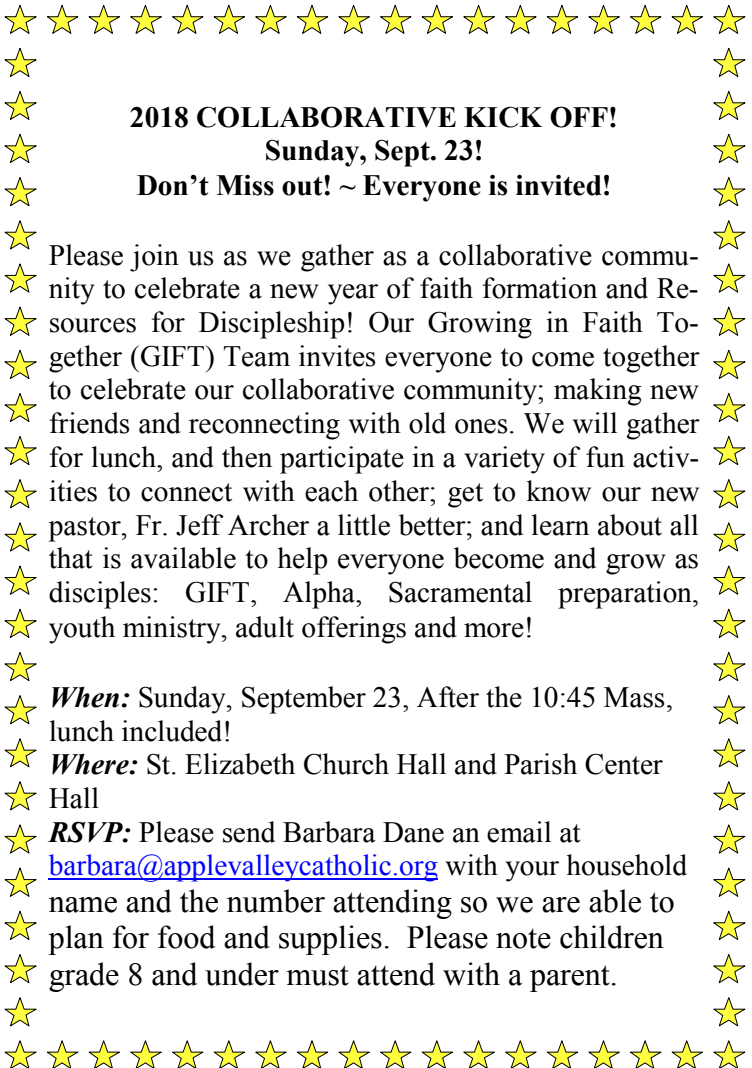 2018 COLLABORATIVE KICK OFF!
Sunday, Sept. 23!
Don’t Miss out! ~ Everyone is invited!
Please join us as we gather as a collaborative commu-
nity to celebrate a new year of faith formation and Re-
sources for Discipleship! Our Growing in Faith To-
gether (GIFT) Team invites everyone to come together
to celebrate our collaborative community; making new
friends and reconnecting with old ones. We will gather
for lunch, and then participate in a variety of fun activ-
ities to connect with each other; get to know our new
pastor, Fr. Jeff Archer a little better; and learn about all
that is available to help everyone become and grow as
disciples: GIFT, Alpha, Sacramental preparation,
youth ministry, adult offerings and more!
When: Sunday, September 23, After the 10:45 Mass,
lunch included!
Where: St. Elizabeth Church Hall and Parish Center
Hall
RSVP: Please send Barbara Dane an email at
barbara@applevalleycatholic.org with your household
name and the number attending so we are able to
plan for food and supplies.  Please note children
grade 8 and under must attend with a parent.